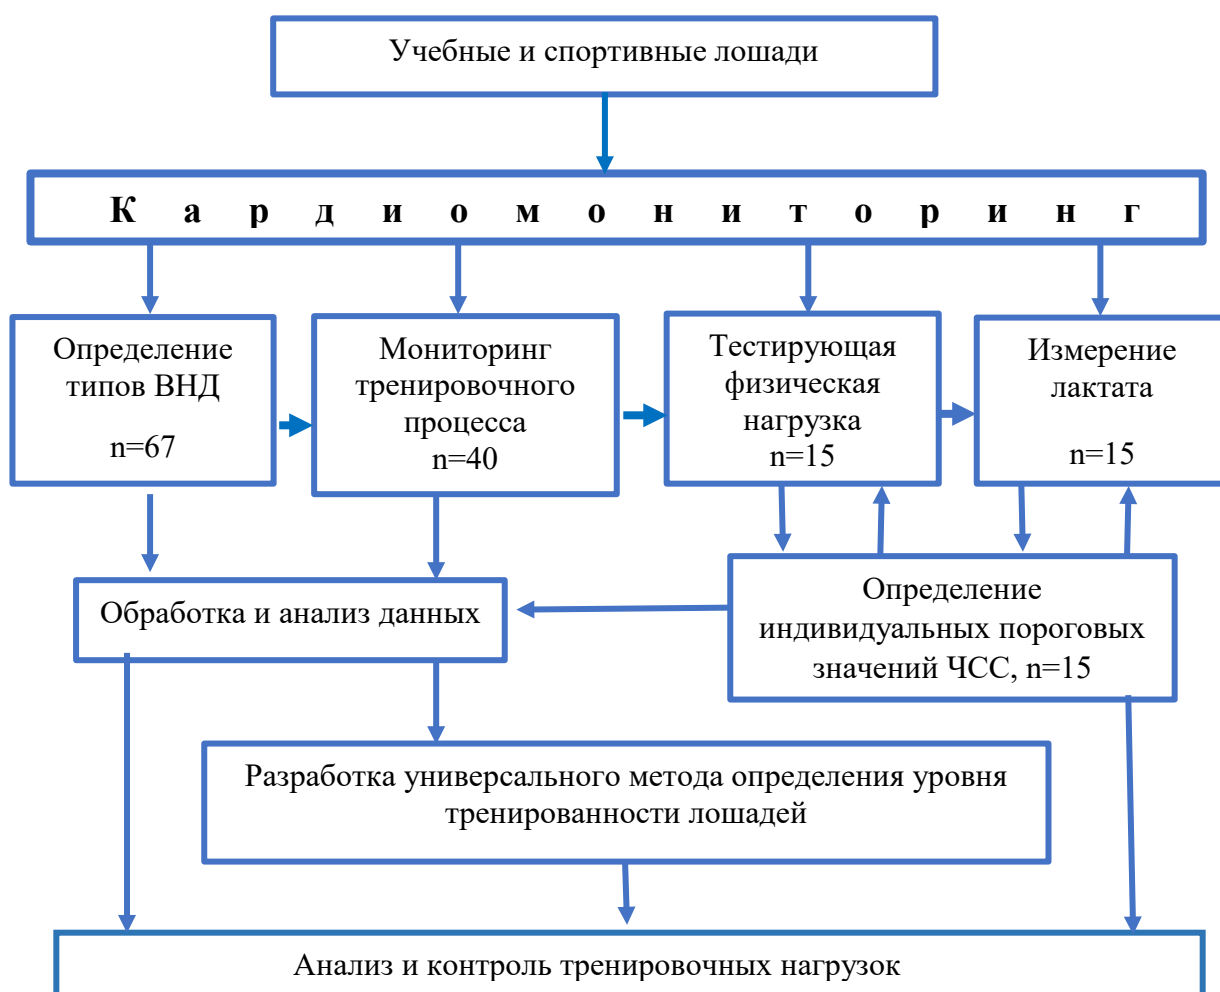 Учебные и спортивные лошади
К а р д и о м о н и т о р и н г
Определение
типов ВНД
n=67
Мониторинг
тренировочного
процесса
n=40
Тестирующая
физическая
нагрузка
n=15
Измерение
лактата
n=15
Обработка и анализ данных
Определение
индивидуальных пороговых
значений ЧСС, n=15
Разработка универсального метода определения уровня
тренированности лошадей
Анализ и контроль тренировочных нагрузок